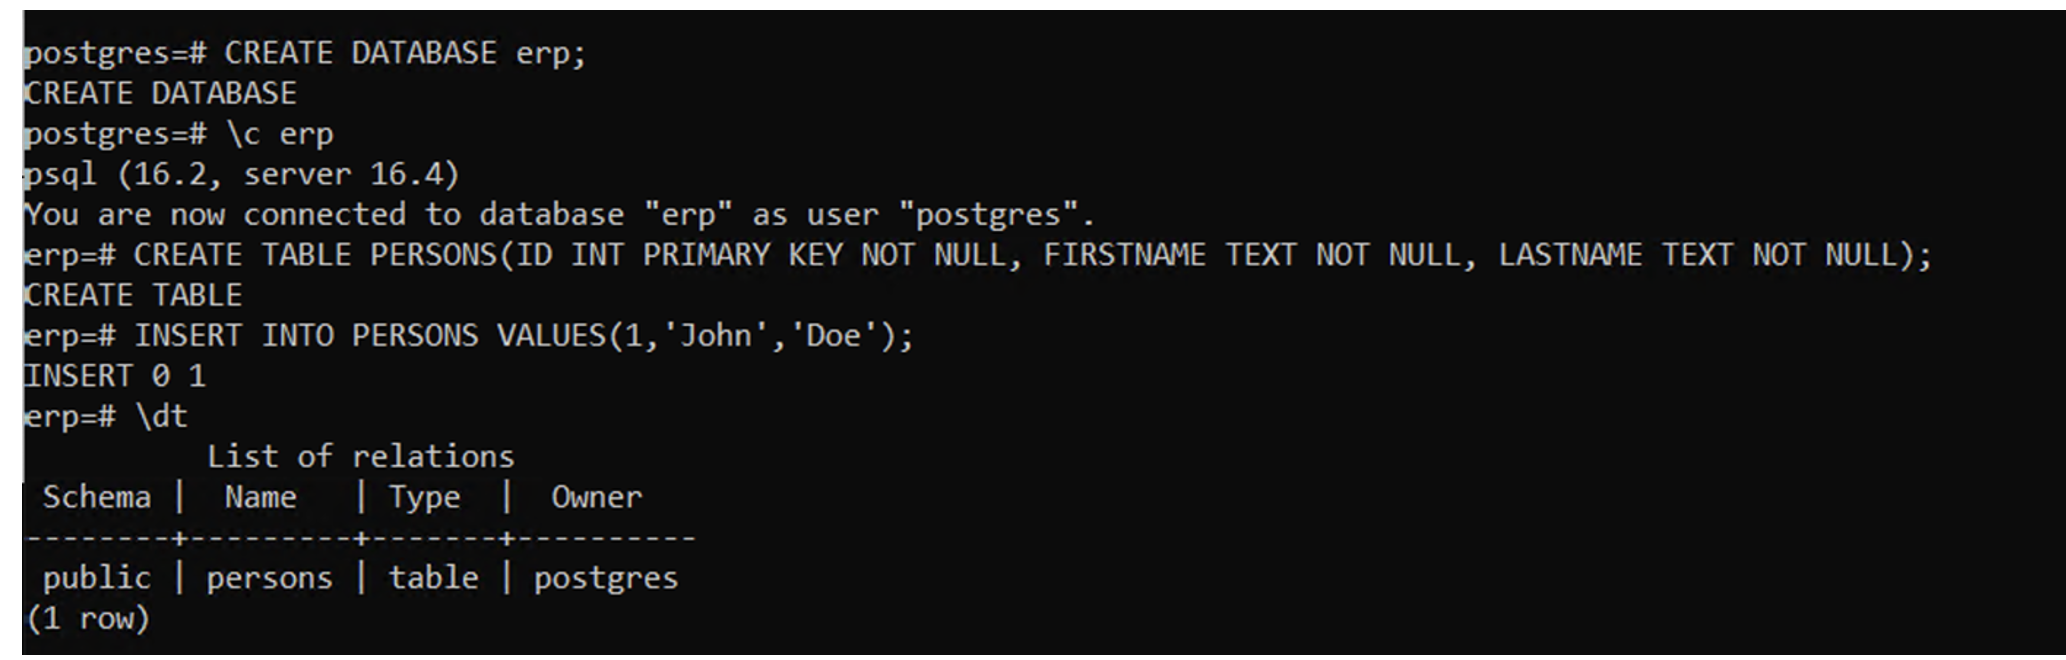 postgres=# CREATE DATABASE erp;
CREATE DATABASE
postgres=# \c erp
psql (16.2, server 16.4)
You are now connected to database "erp" as user "postgres".
erp=# CREATE TABLE PERSONS(ID INT PRIMARY KEY NOT NULL, FIRSTNAME TEXT NOT NULL, LASTNAME TEXT NOT NULL);
CREATE TABLE
erp=# INSERT INTO PERSONS VALUES(1,'John','Doe');
INSERT 0 1
erp=# \dt
          List of relations
 Schema |  Name   | Type  |  Owner
--------+---------+-------+----------
 public | persons | table | postgres
(1 row)